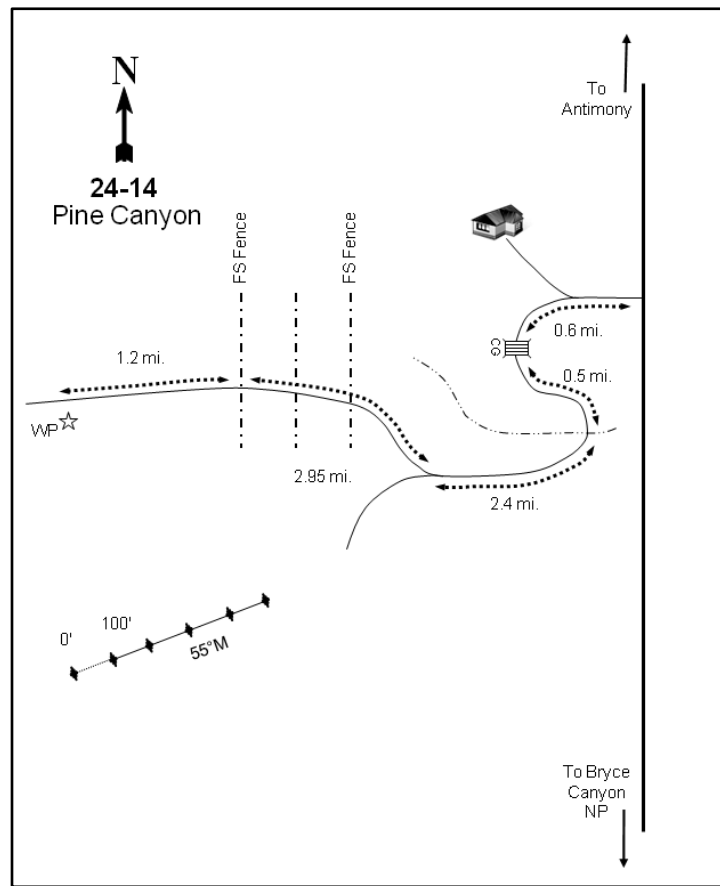 N
24-14
Pine Canyon
To
Antimony
FS Fence
FS Fence
0.6 mi.
CG
1.2 mi.
0.5 mi.
WP
2.95 mi.
2.4 mi.
0'
100'
55°M
To Bryce
Canyon
NP